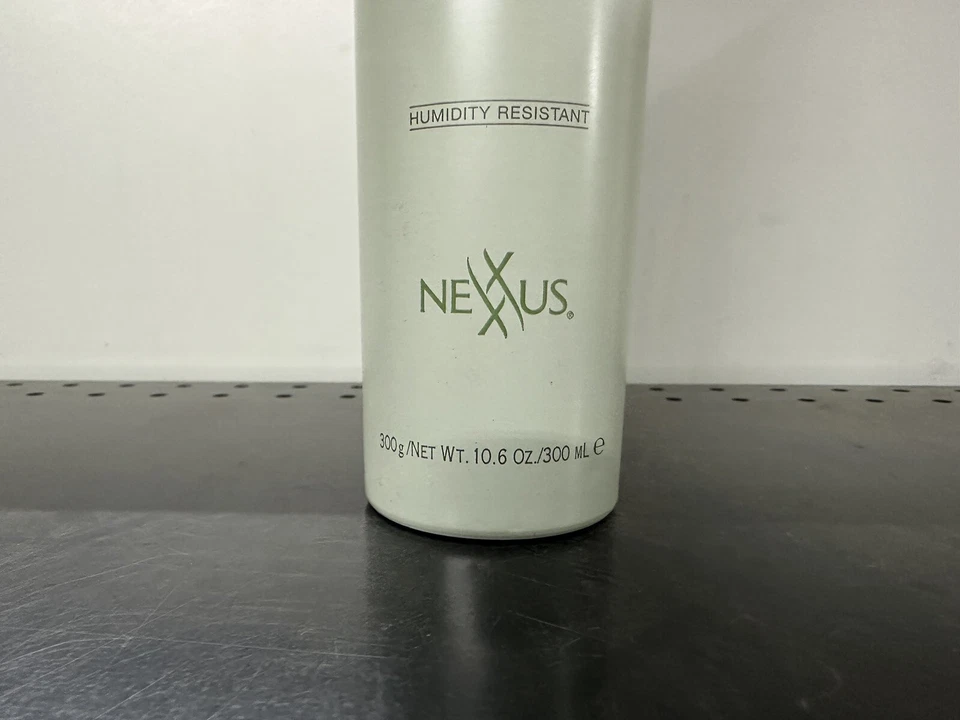 HUMIDITY RESISTANT
NEXXUS®
300g/NET WT. 10.6 OZ./300 ML ℮